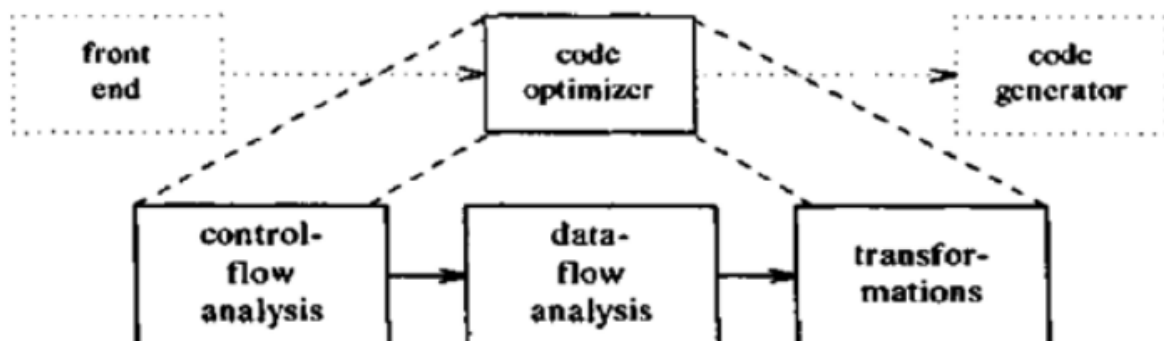 front
end
code
optimizer
code
generator
control-
flow
analysis
data-
flow
analysis
transfor-
mations